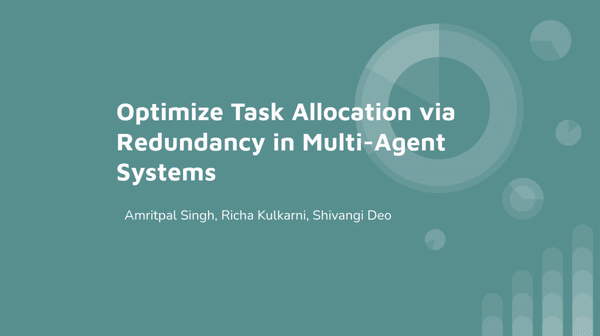 Optimize Task Allocation via
Redundancy in Multi-Agent
Systems
Amritpal Singh, Richa Kulkarni, Shivangi Deo